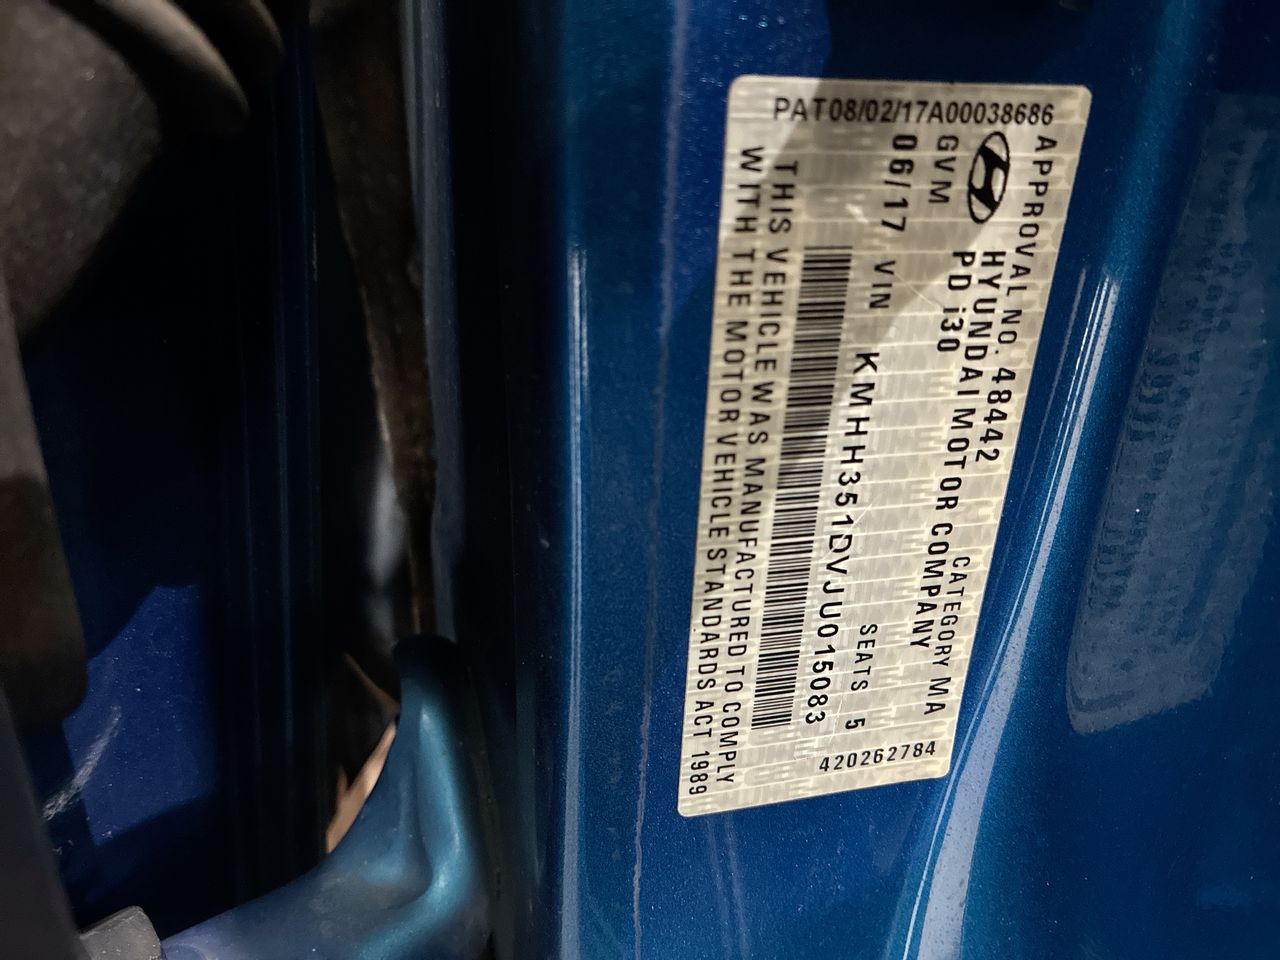 PAT08/02/17A00038686
APPROVAL NO. 48442 CATEGORY MA
HYUNDAI MOTOR COMPANY
GVM PD i30
06/17 VIN SEATS 5
KMHH351DVJU015083
THIS VEHICLE WAS MANUFACTURED TO COMPLY
WITH THE MOTOR VEHICLE STANDARDS ACT 1989
420262784